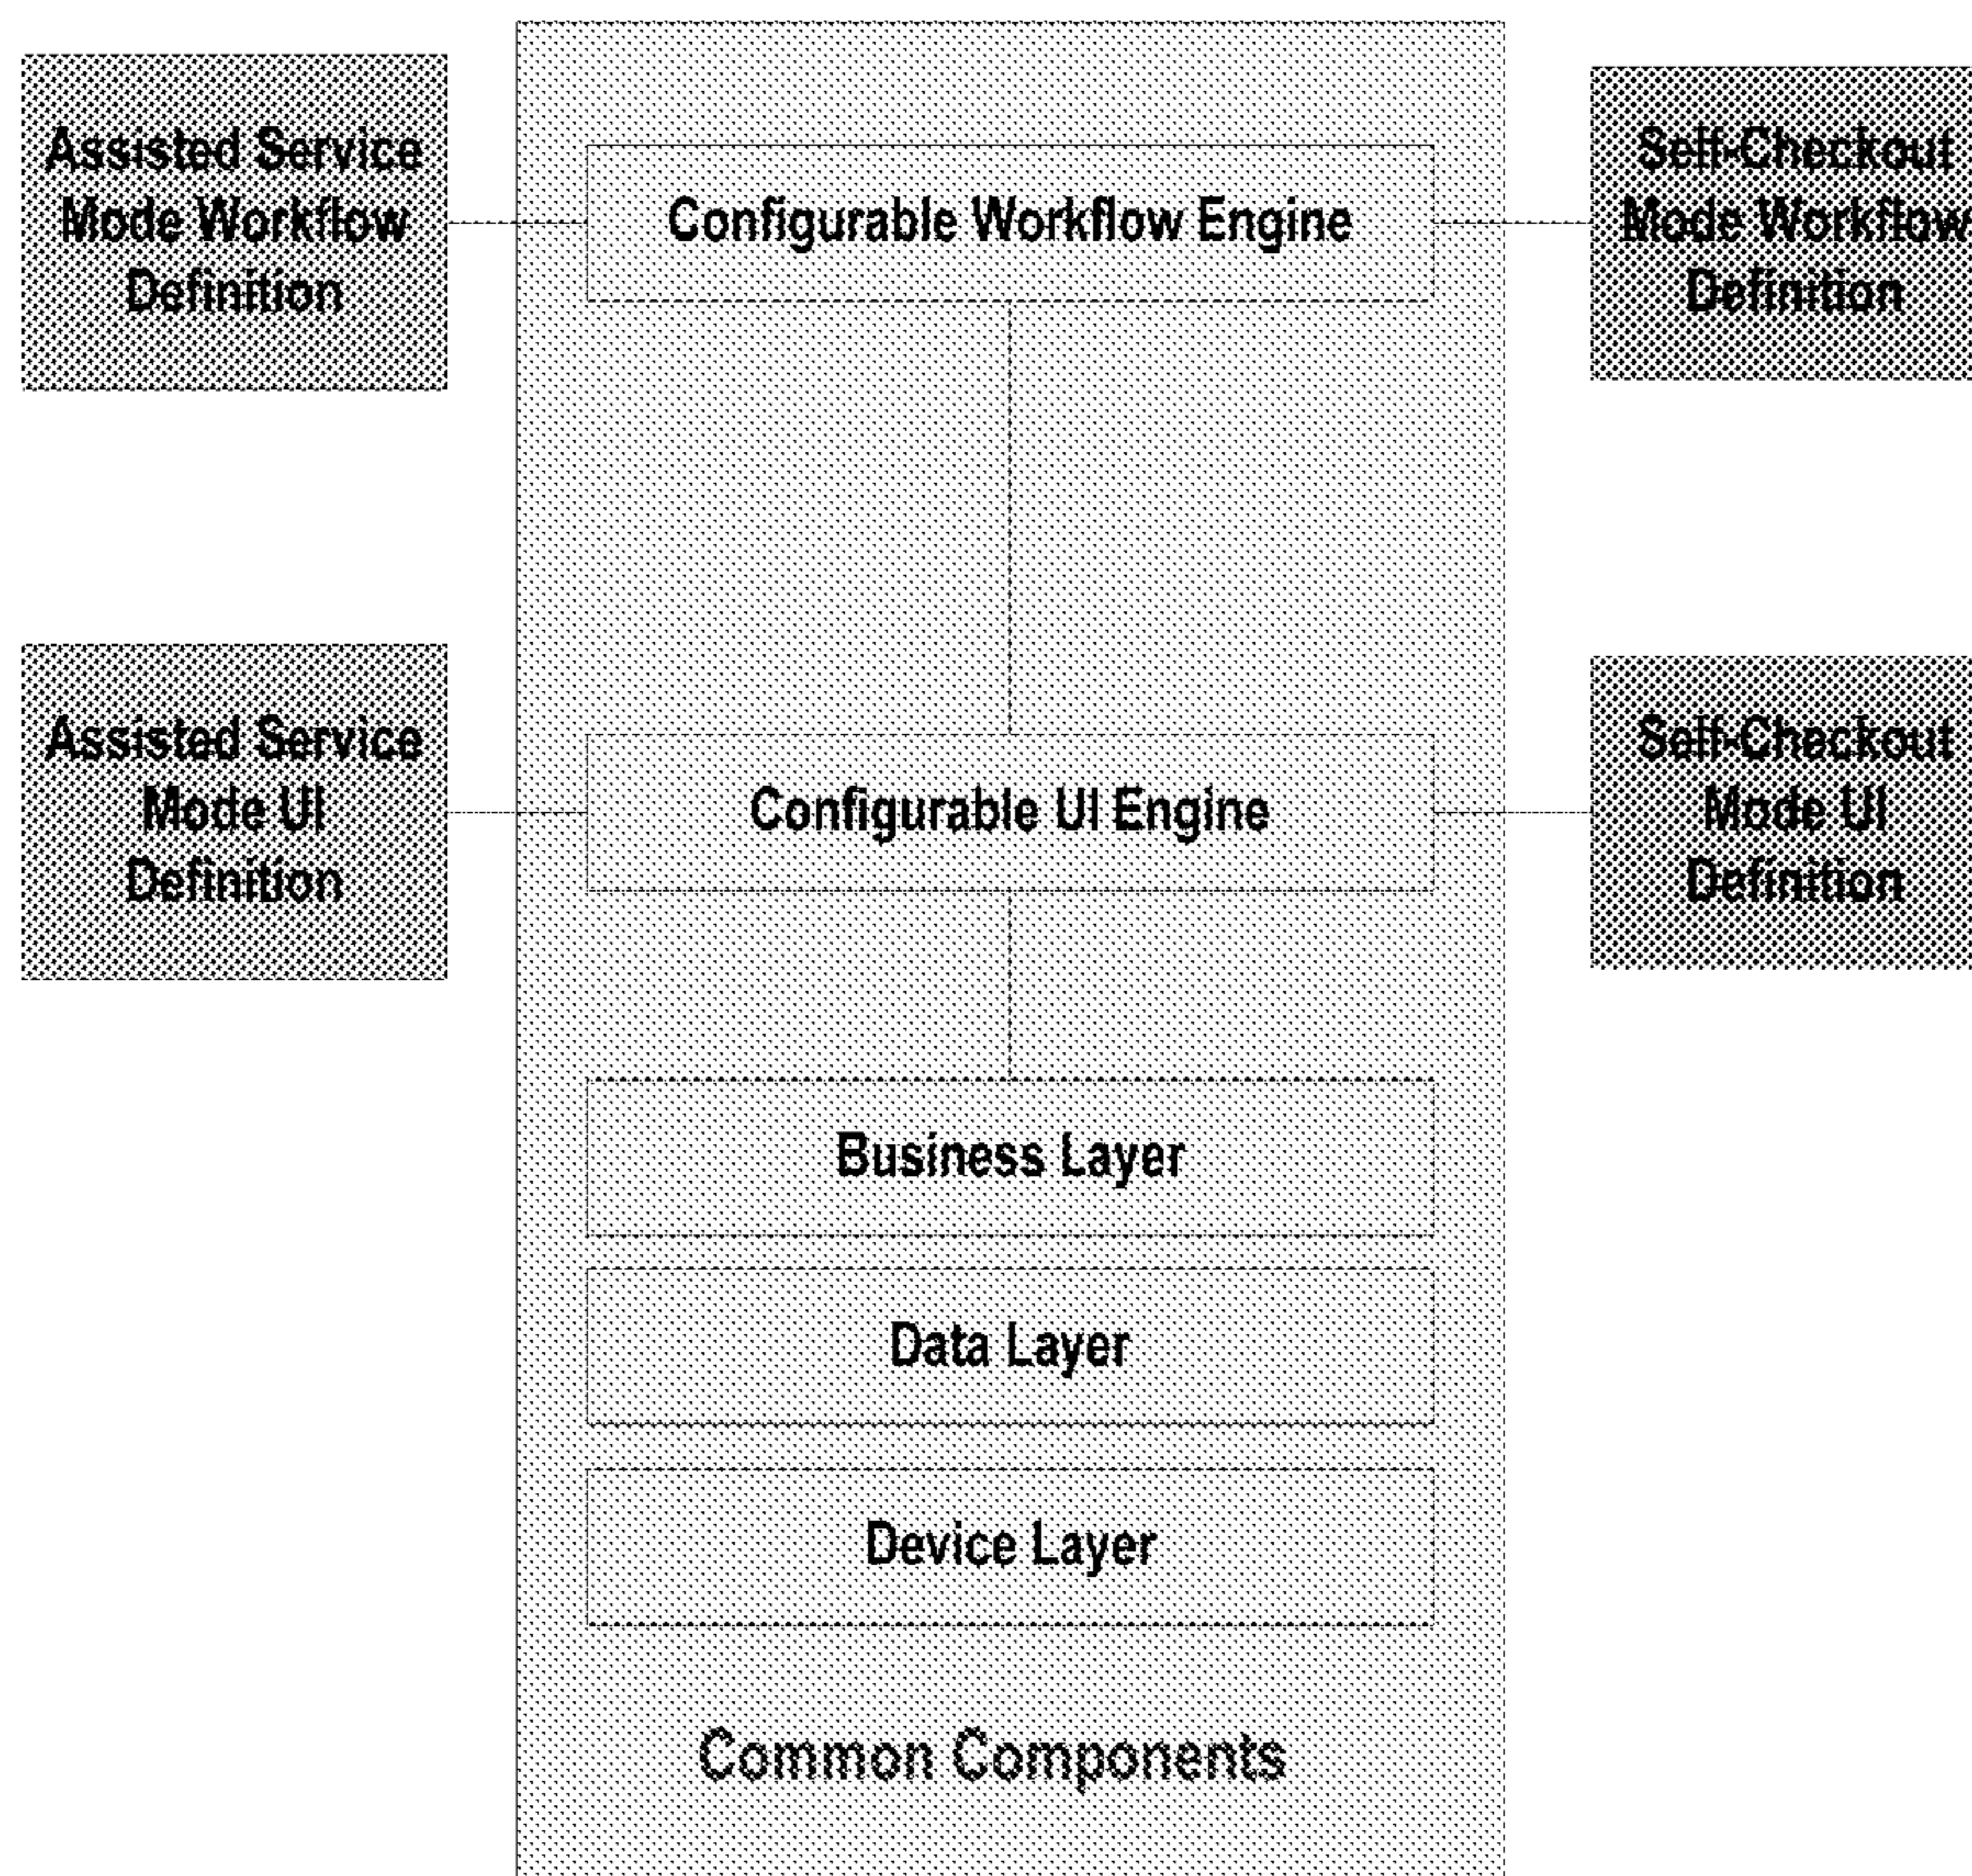 Assisted Service
Mode Workflow
Definition
Configurable Workflow Engine
Self-Checkout
Mode Workflow
Definition
Assisted Service
Mode UI
Definition
Configurable UI Engine
Self-Checkout
Mode UI
Definition
Business Layer
Data Layer
Device Layer
Common Components